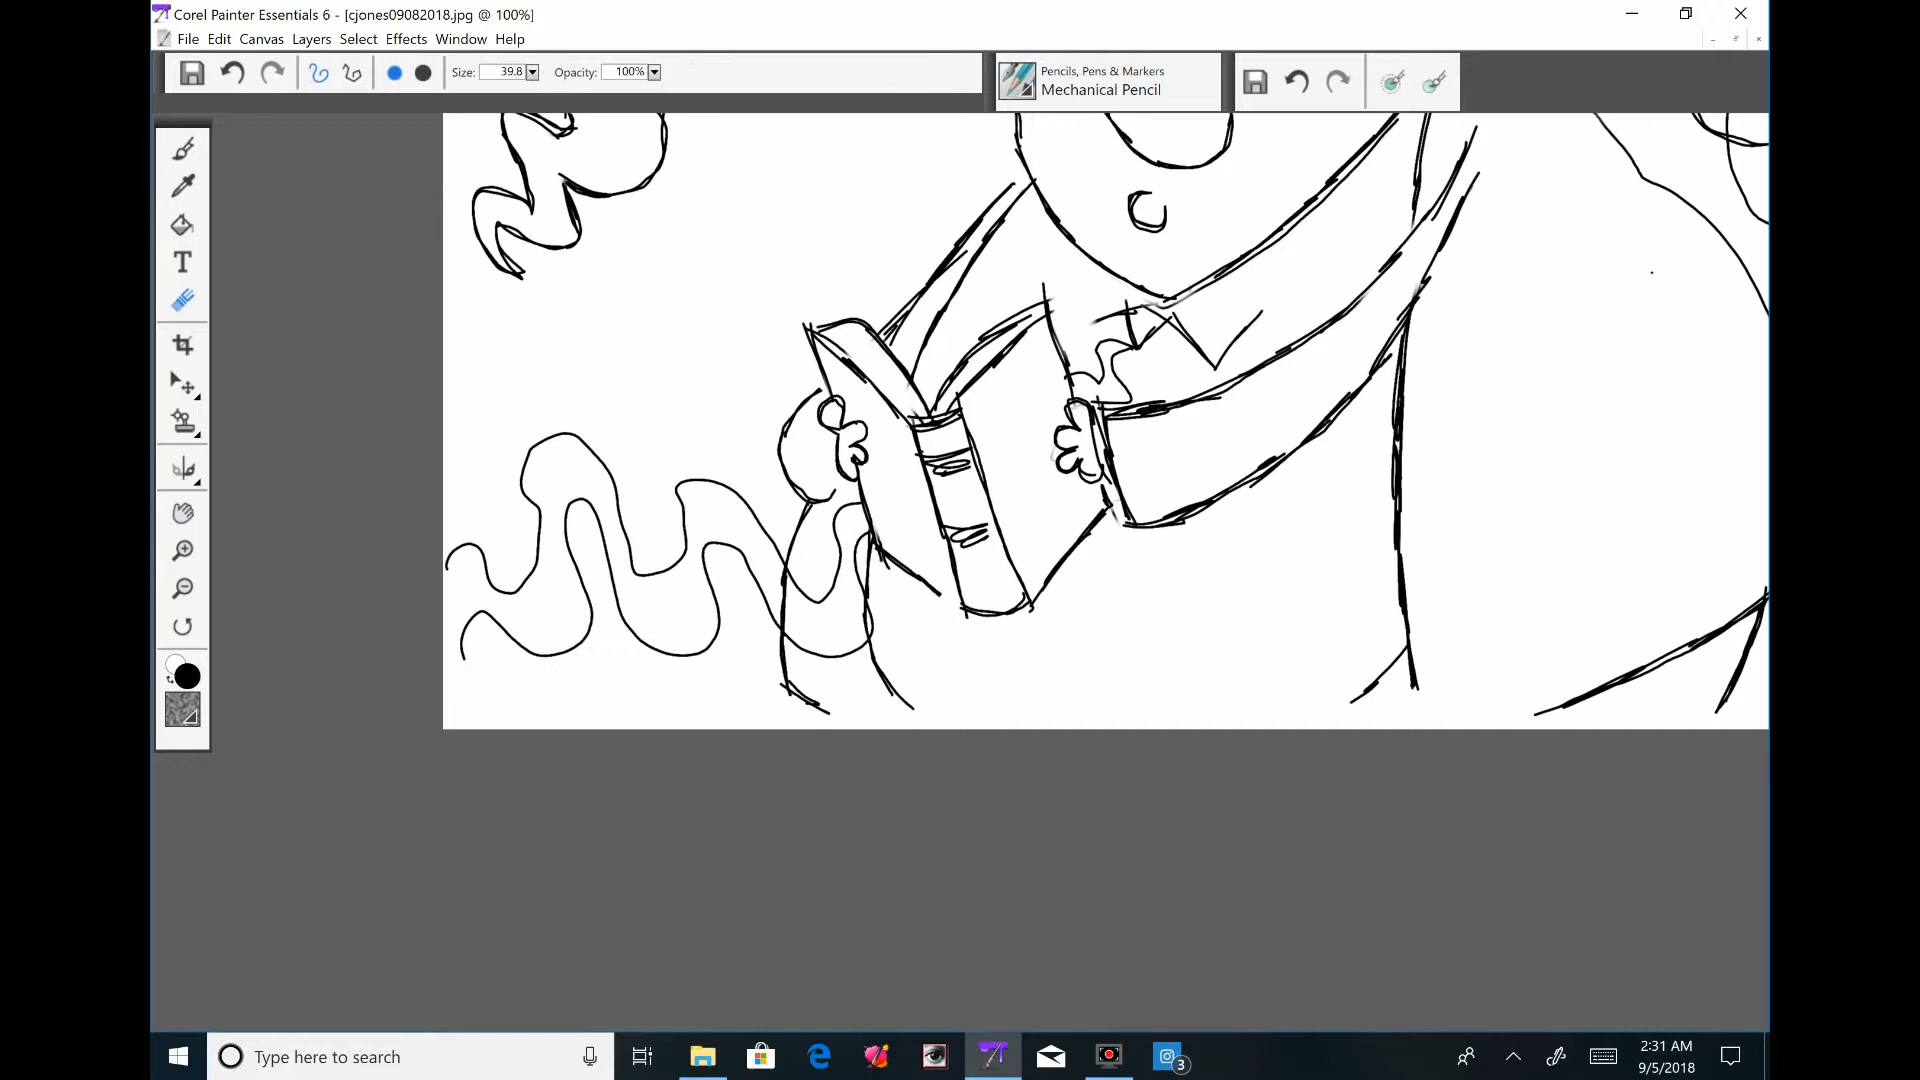 Corel Painter Essentials 6 - [cjones09082018.jpg @ 100%]
File Edit Canvas Layers Select Effects Window Help
Size: 39.8 Opacity: 100%
Pencils, Pens & Markers
Mechanical Pencil
T
Type here to search
3
2:31 AM
9/5/2018